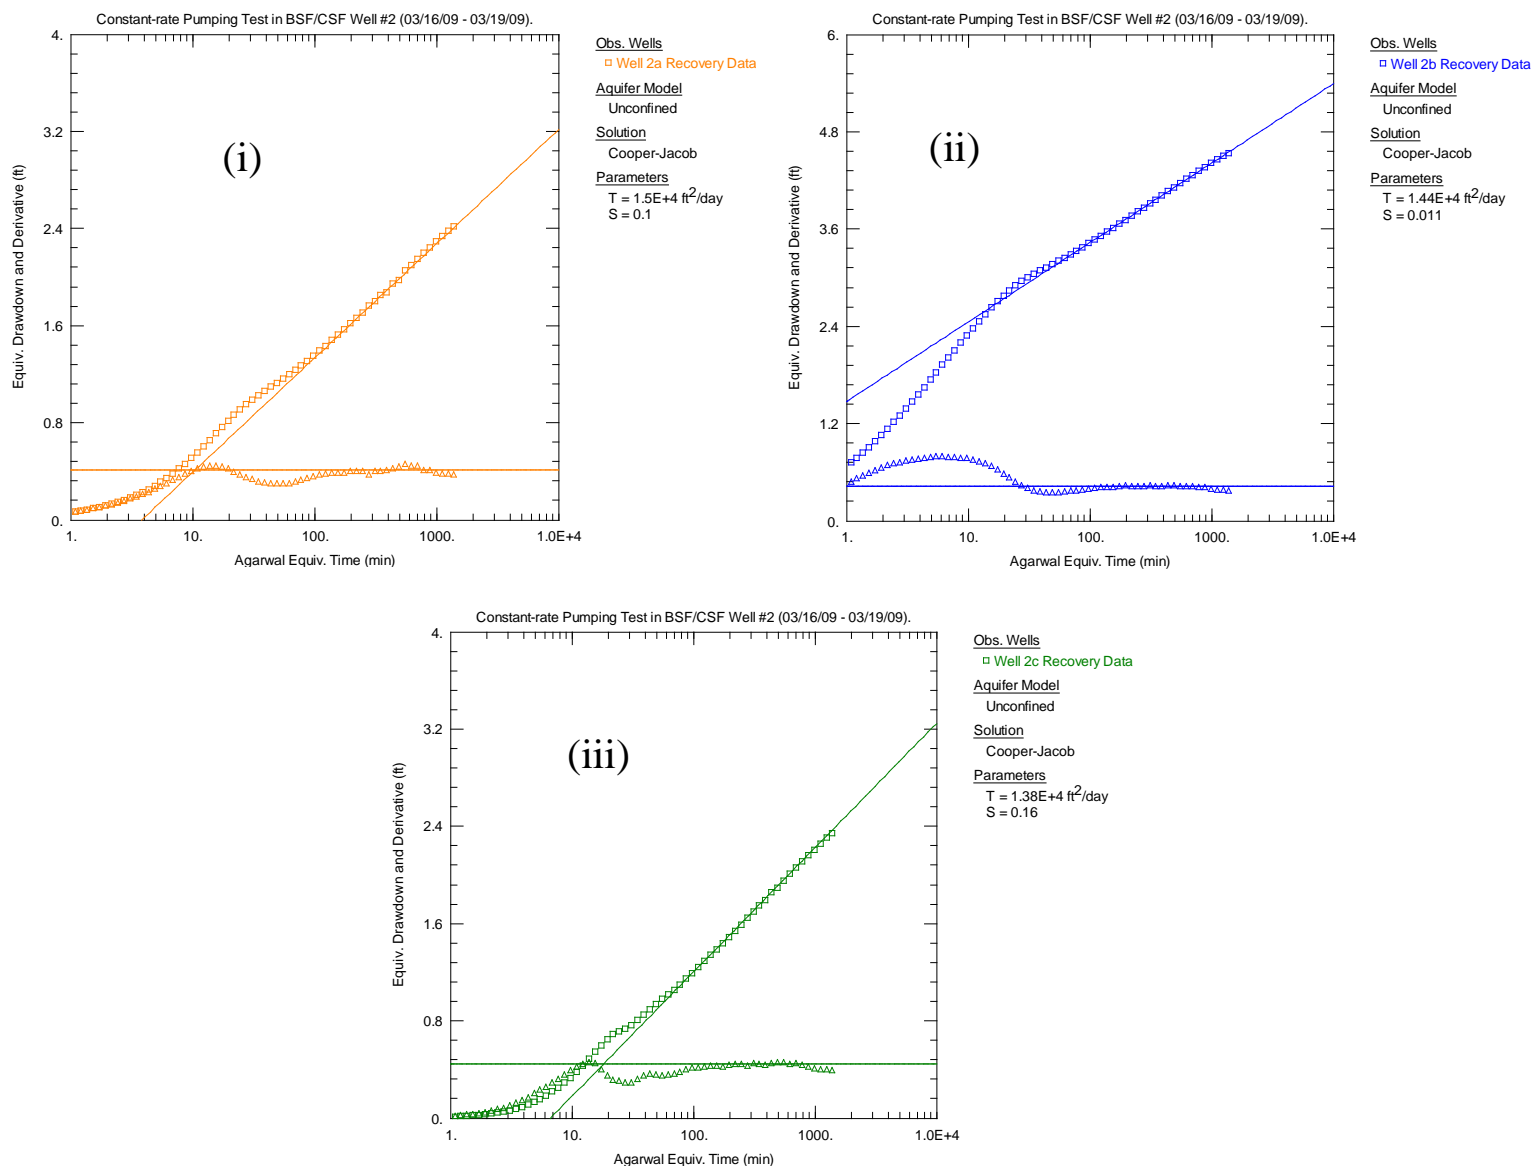 Constant-rate Pumping Test in BSF/CSF Well #2 (03/16/09 - 03/19/09).
4.
3.2
2.4
1.6
0.8
0.
1.
10.
100.
1000.
1.0E+4
Agarwal Equiv. Time (min)
Equiv. Drawdown and Derivative (ft)
(i)
Obs. Wells
Well 2a Recovery Data
Aquifer Model
Unconfined
Solution
Cooper-Jacob
Parameters
T = 1.5E+4 ft2/day
S = 0.1
Constant-rate Pumping Test in BSF/CSF Well #2 (03/16/09 - 03/19/09).
6.
4.8
3.6
2.4
1.2
0.
1.
10.
100.
1000.
1.0E+4
Agarwal Equiv. Time (min)
Equiv. Drawdown and Derivative (ft)
(ii)
Obs. Wells
Well 2b Recovery Data
Aquifer Model
Unconfined
Solution
Cooper-Jacob
Parameters
T = 1.44E+4 ft2/day
S = 0.011
Constant-rate Pumping Test in BSF/CSF Well #2 (03/16/09 - 03/19/09).
4.
3.2
2.4
1.6
0.8
0.
1.
10.
100.
1000.
1.0E+4
Agarwal Equiv. Time (min)
Equiv. Drawdown and Derivative (ft)
(iii)
Obs. Wells
Well 2c Recovery Data
Aquifer Model
Unconfined
Solution
Cooper-Jacob
Parameters
T = 1.38E+4 ft2/day
S = 0.16